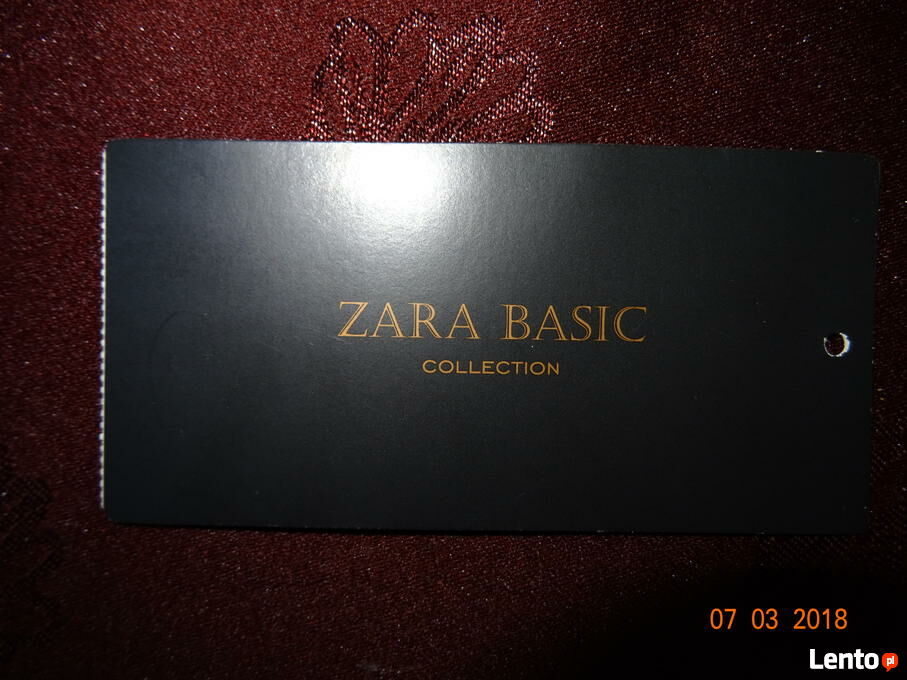 ZARA BASIC
COLLECTION
07 03 2018
Lento pl